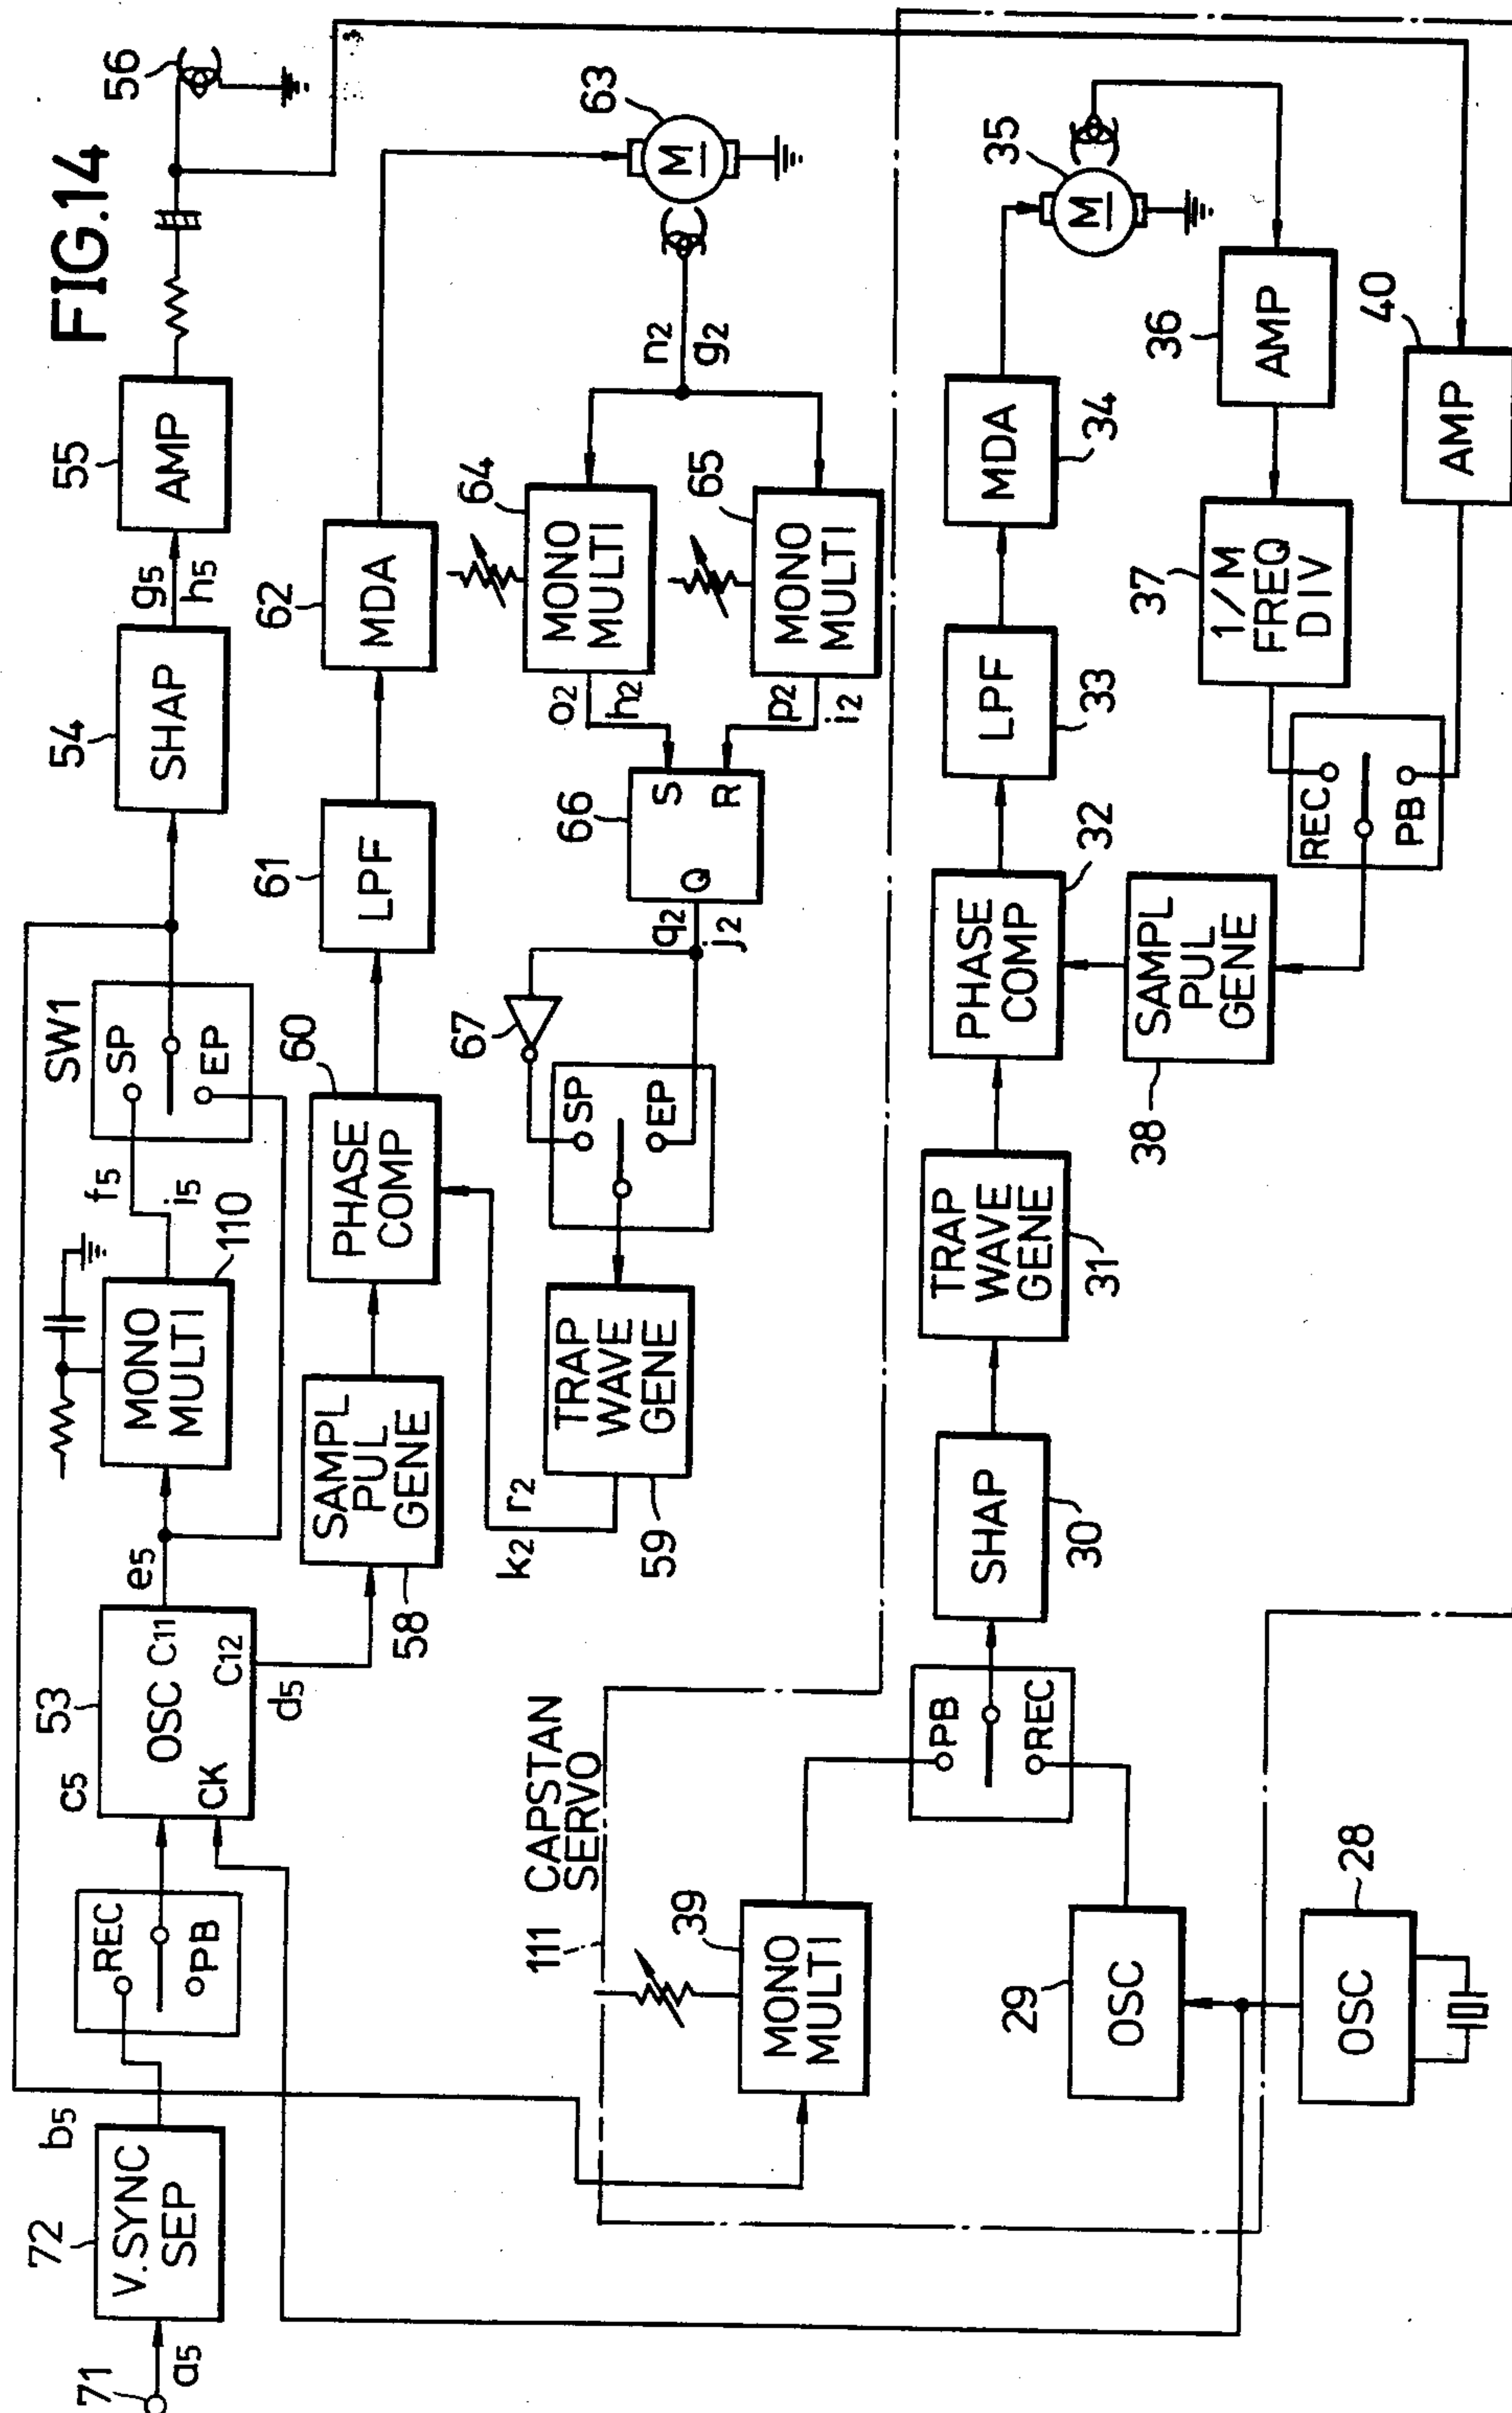 FIG.14
71
a5
72
V.SYNC
SEP
b5
REC
PB
c5
53
OSC
C11
CK
C12
d5
e5
MONO
MULTI
110
f5
i5
SW1
SP
EP
54
SHAP
g5
h5
55
AMP
56
58
SAMPL
PUL
GENE
60
PHASE
COMP
61
LPF
62
MDA
63
M
k2
r2
59
TRAP
WAVE
GENE
67
SP
EP
q2
j2
66
Q
S
R
o2
h2
p2
i2
64
MONO
MULTI
65
MONO
MULTI
n2
g2
111
CAPSTAN
SERVO
39
MONO
MULTI
29
OSC
28
OSC
PB
REC
SHAP
30
TRAP
WAVE
GENE
31
PHASE
COMP
32
SAMPL
PUL
GENE
38
LPF
33
MDA
34
35
M
36
AMP
37
1/M
FREQ
DIV
REC
PB
40
AMP